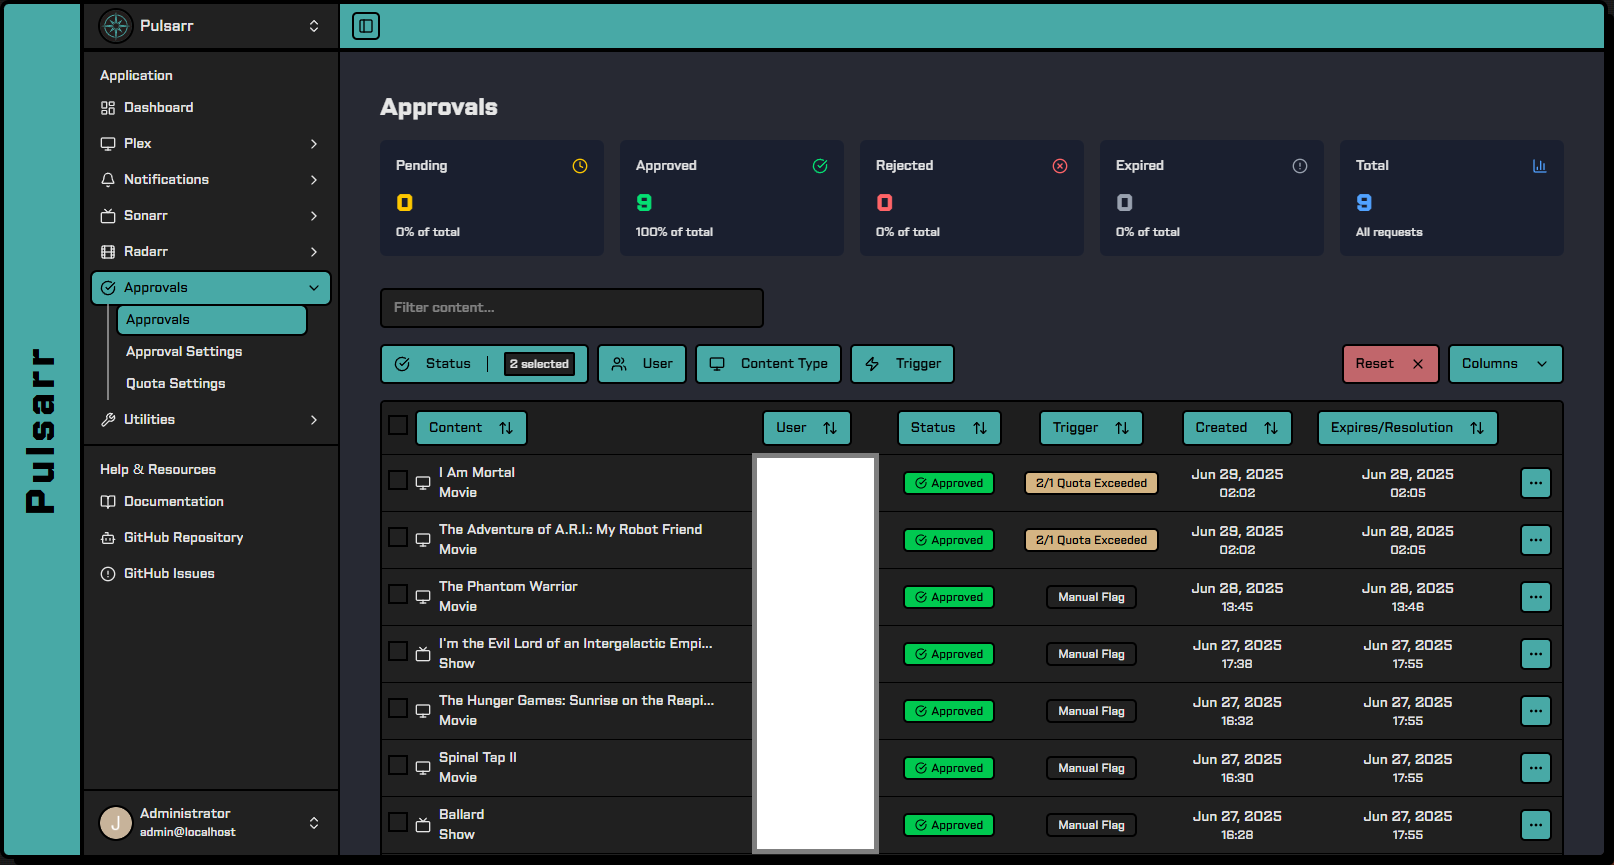 Pulsarr
Pulsarr
Application
Dashboard
Plex
Notifications
Sonarr
Radarr
Approvals
Approvals
Approval Settings
Quota Settings
Utilities
Help & Resources
Documentation
GitHub Repository
GitHub Issues
J
Administrator
admin@localhost
Approvals
Pending
0
0% of total
Approved
9
100% of total
Rejected
0
0% of total
Expired
0
0% of total
Total
9
All requests
Filter content...
Status 2 selected User Content Type Trigger Reset Columns
Content User Status Trigger Created Expires/Resolution
I Am Mortal
Movie
Approved
2/1 Quota Exceeded
Jun 29, 2025
02:02
Jun 29, 2025
02:05
The Adventure of A.R.I.: My Robot Friend
Movie
Approved
2/1 Quota Exceeded
Jun 29, 2025
02:02
Jun 29, 2025
02:05
The Phantom Warrior
Movie
Approved
Manual Flag
Jun 28, 2025
13:45
Jun 28, 2025
13:46
I'm the Evil Lord of an Intergalactic Empi...
Show
Approved
Manual Flag
Jun 27, 2025
17:38
Jun 27, 2025
17:55
The Hunger Games: Sunrise on the Reapi...
Movie
Approved
Manual Flag
Jun 27, 2025
16:32
Jun 27, 2025
17:55
Spinal Tap II
Movie
Approved
Manual Flag
Jun 27, 2025
16:30
Jun 27, 2025
17:55
Ballard
Show
Approved
Manual Flag
Jun 27, 2025
16:28
Jun 27, 2025
17:55